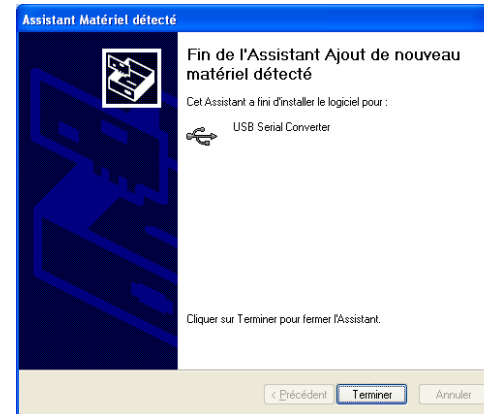 Assistant Matériel détecté
Fin de l'Assistant Ajout de nouveau
matériel détecté
Cet Assistant a fini d'installer le logiciel pour :
USB Serial Converter
Cliquer sur Terminer pour fermer l'Assistant.
< Précédent Terminer Annuler